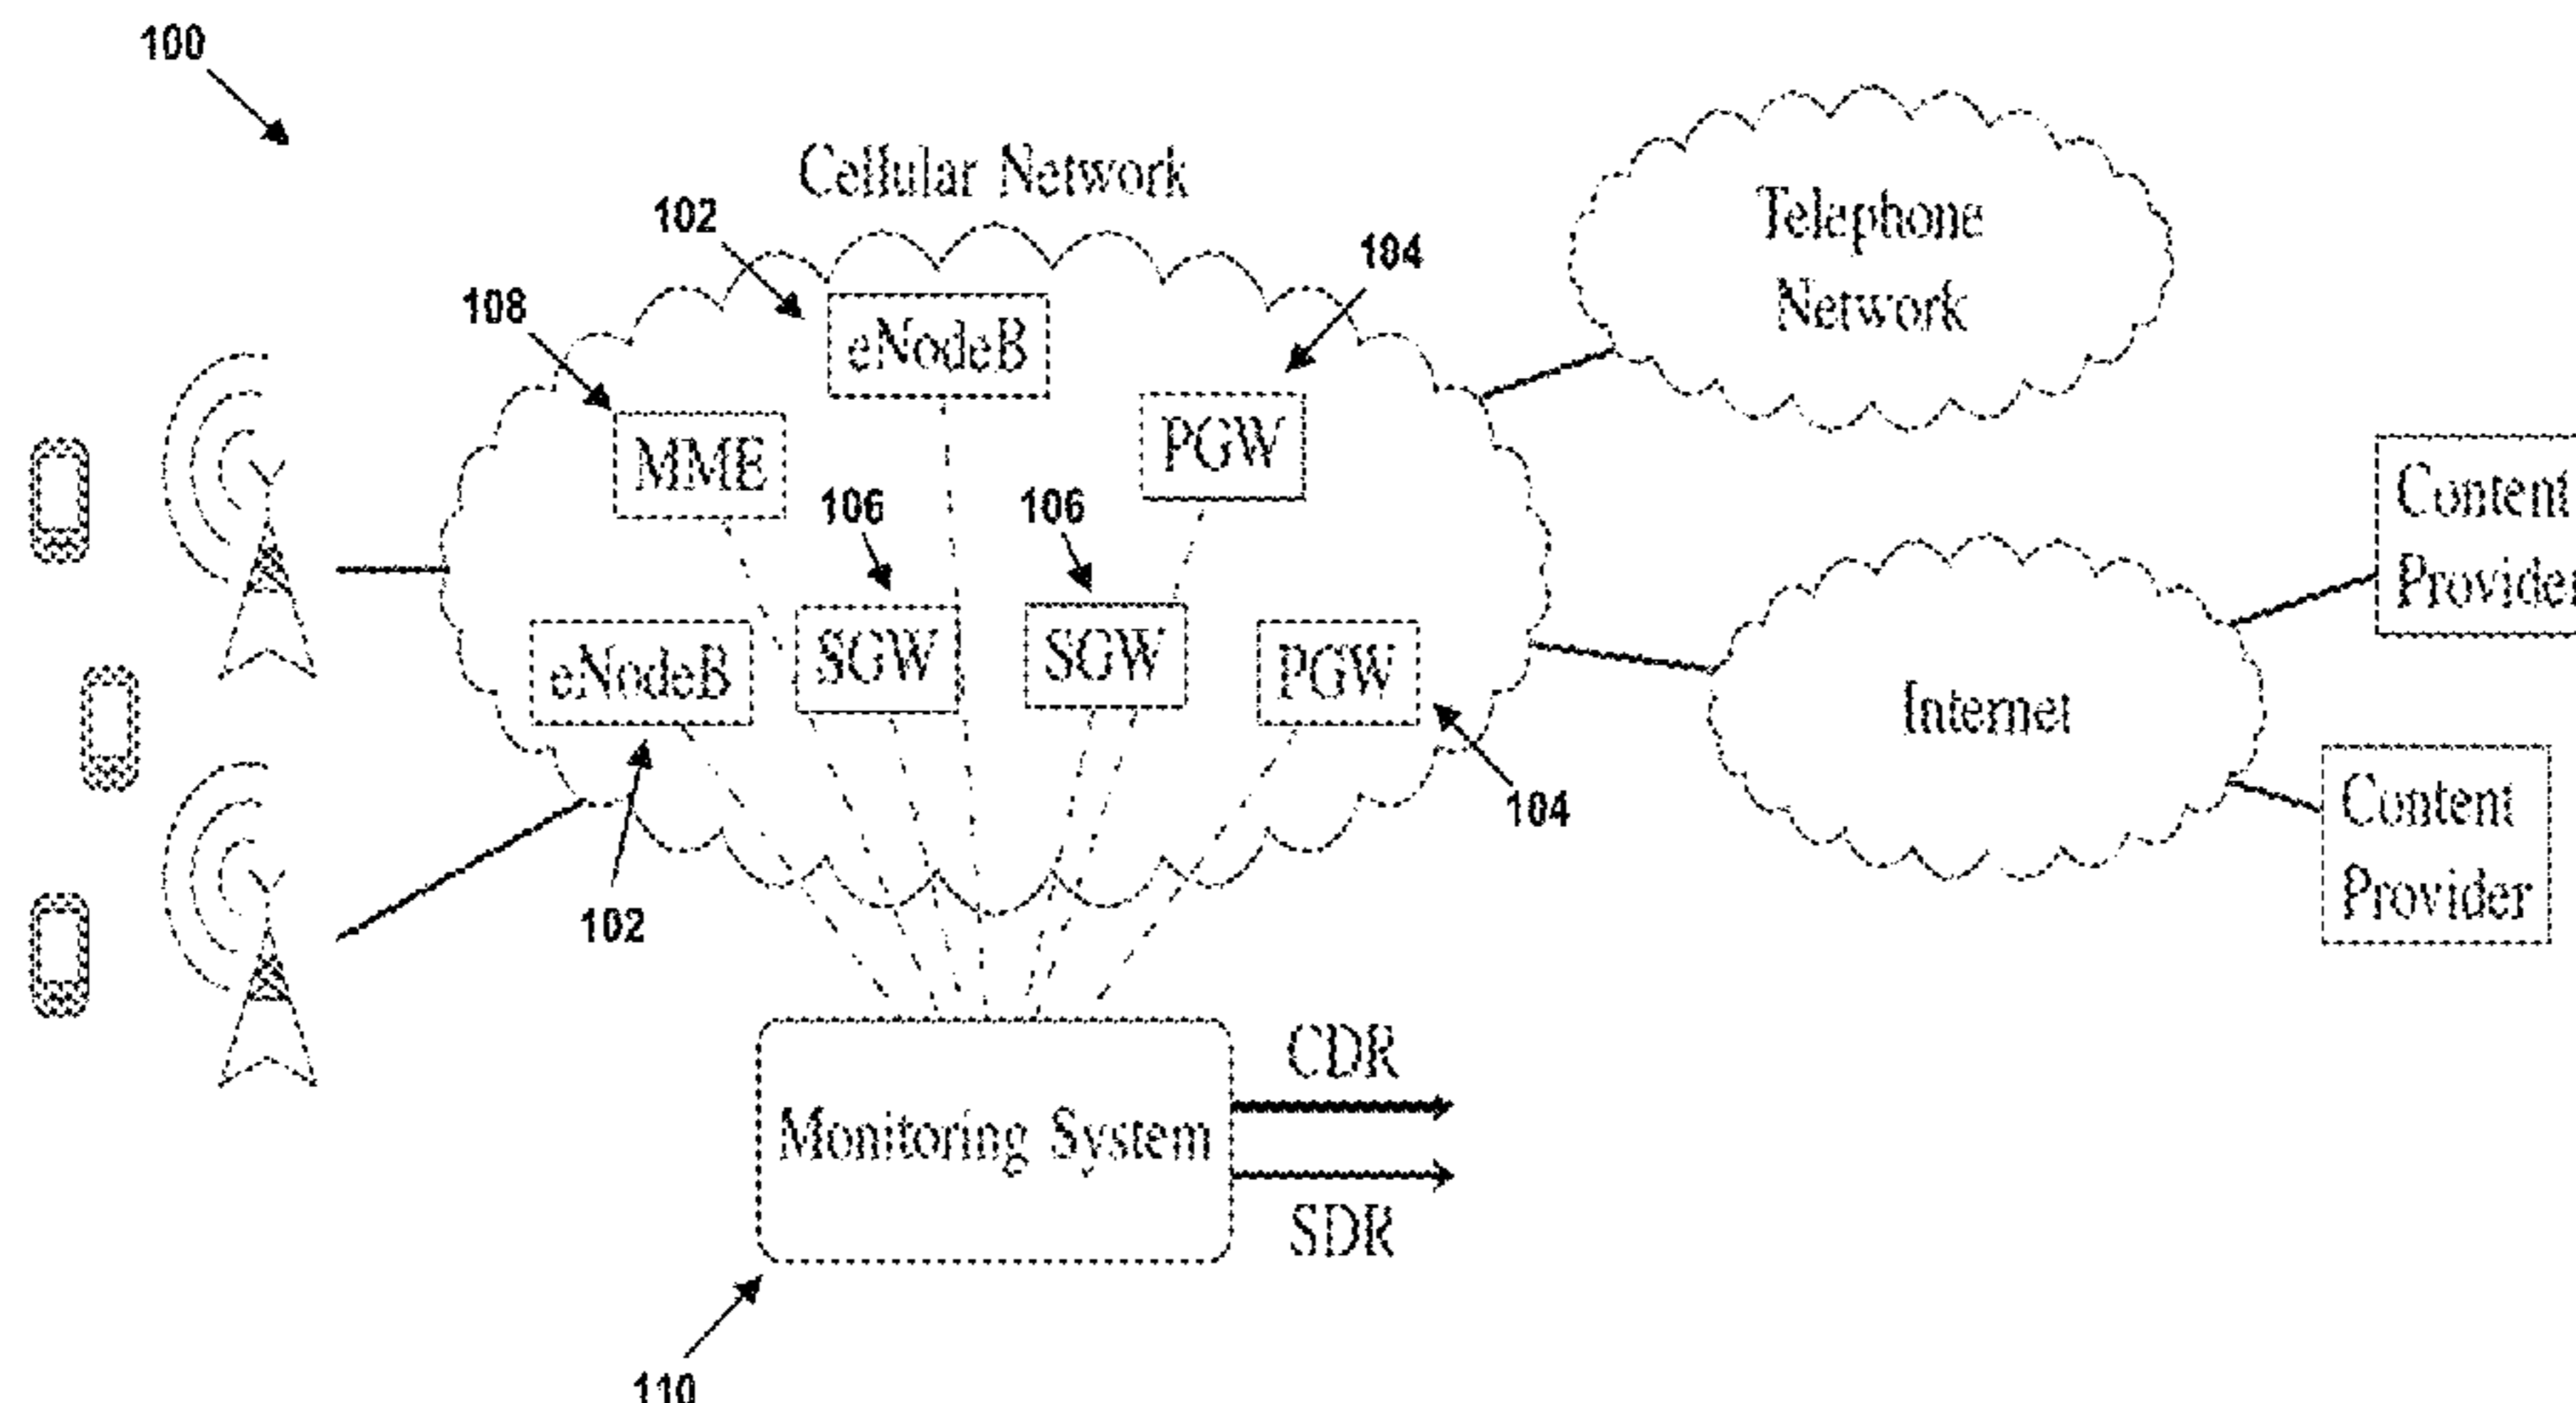 100
Cellular Network
102
104
108
eNodeB
Telephone
Network
MME
PGW
106
106
Content
Provider
eNodeB
SGW
SGW
PGW
Internet
104
102
Content
Provider
CDR
Monitoring System
SDR
110